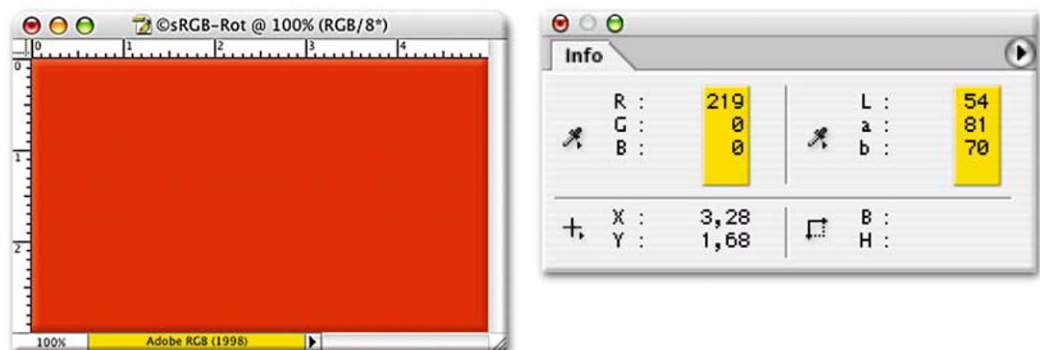 ©sRGB-Rot @ 100% (RGB/8*)
0 1 2 3 4
0
1
2
100% Adobe RGB (1998)
Info
R : 219 L : 54
G : 0 a : 81
B : 0 b : 70
X : 3,28 B :
Y : 1,68 H :